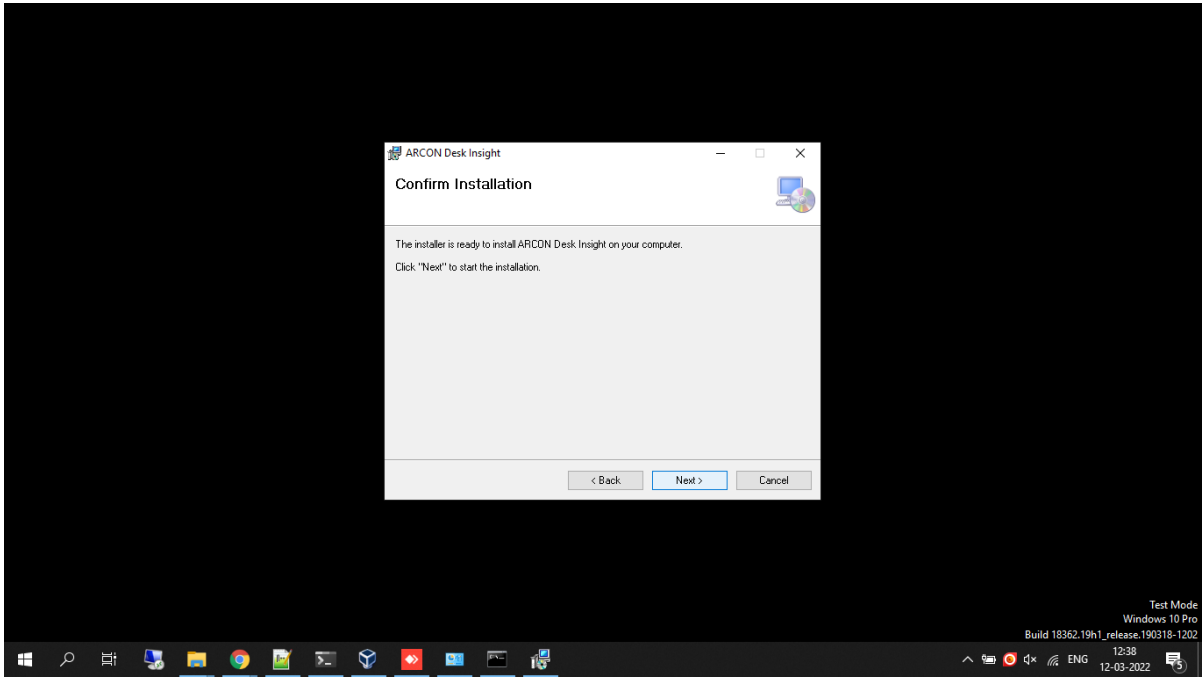 ARCON Desk Insight
Confirm Installation
The installer is ready to install ARCON Desk Insight on your computer.
Click "Next" to start the installation.
< Back
Next >
Cancel
Test Mode
Windows 10 Pro
Build 18362.19h1_release.190318-1202
ENG
12:38
12-03-2022
5